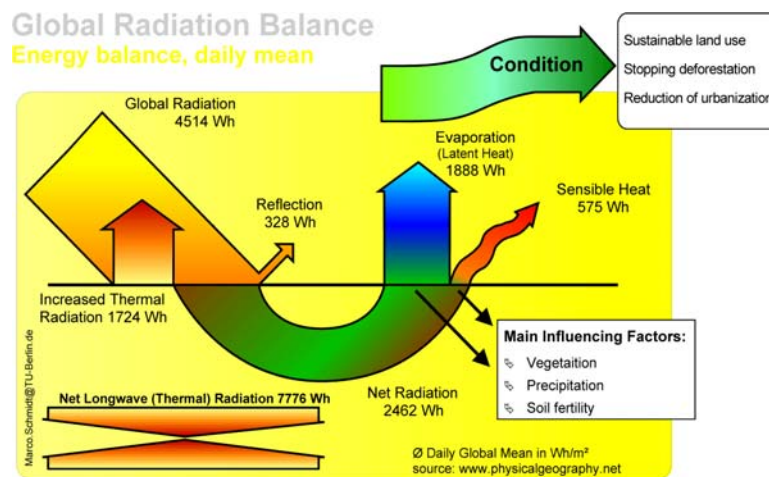 Global Radiation Balance
Energy balance, daily mean
Condition
Sustainable land use
Stopping deforestation
Reduction of urbanization
Global Radiation
4514 Wh
Evaporation
(Latent Heat)
1888 Wh
Sensible Heat
575 Wh
Reflection
328 Wh
Increased Thermal
Radiation 1724 Wh
Main Influencing Factors:
Vegetaition
Precipitation
Soil fertility
Net Radiation
2462 Wh
Net Longwave (Thermal) Radiation 7776 Wh
Ø Daily Global Mean in Wh/m²
source: www.physicalgeography.net
Marco.Schmidt@TU-Berlin.de